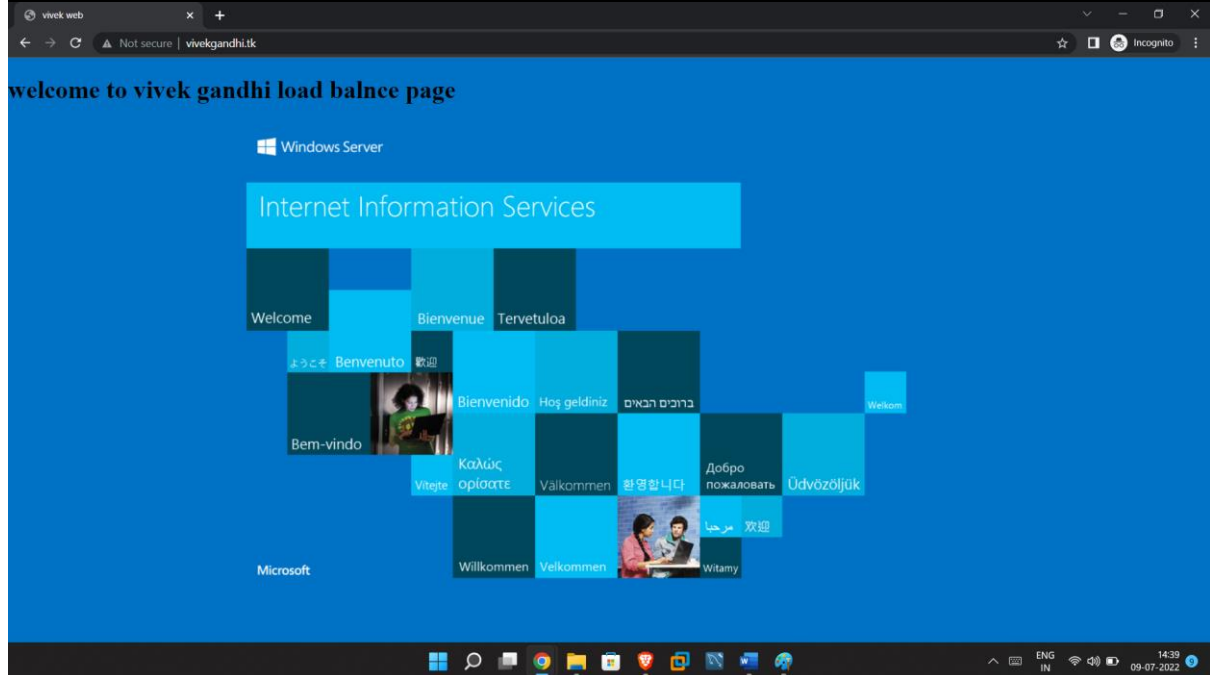 vivek web
Not secure | vivekgandhi.tk
Incognito
welcome to vivek gandhi load balnce page
Windows Server
Internet Information Services
Welcome
Bienvenue
Tervetuloa
ようこそ
Benvenuto
歡迎
Bienvenido
Hoş geldiniz
ברוכים הבאים
Welkom
Bem-vindo
Vítejte
Καλώς
ορίσατε
Välkommen
환영합니다
Добро
пожаловать
Üdvözöljük
مرحبا
欢迎
Microsoft
Willkommen
Velkommen
Witamy
ENG
IN
14:39
09-07-2022
9